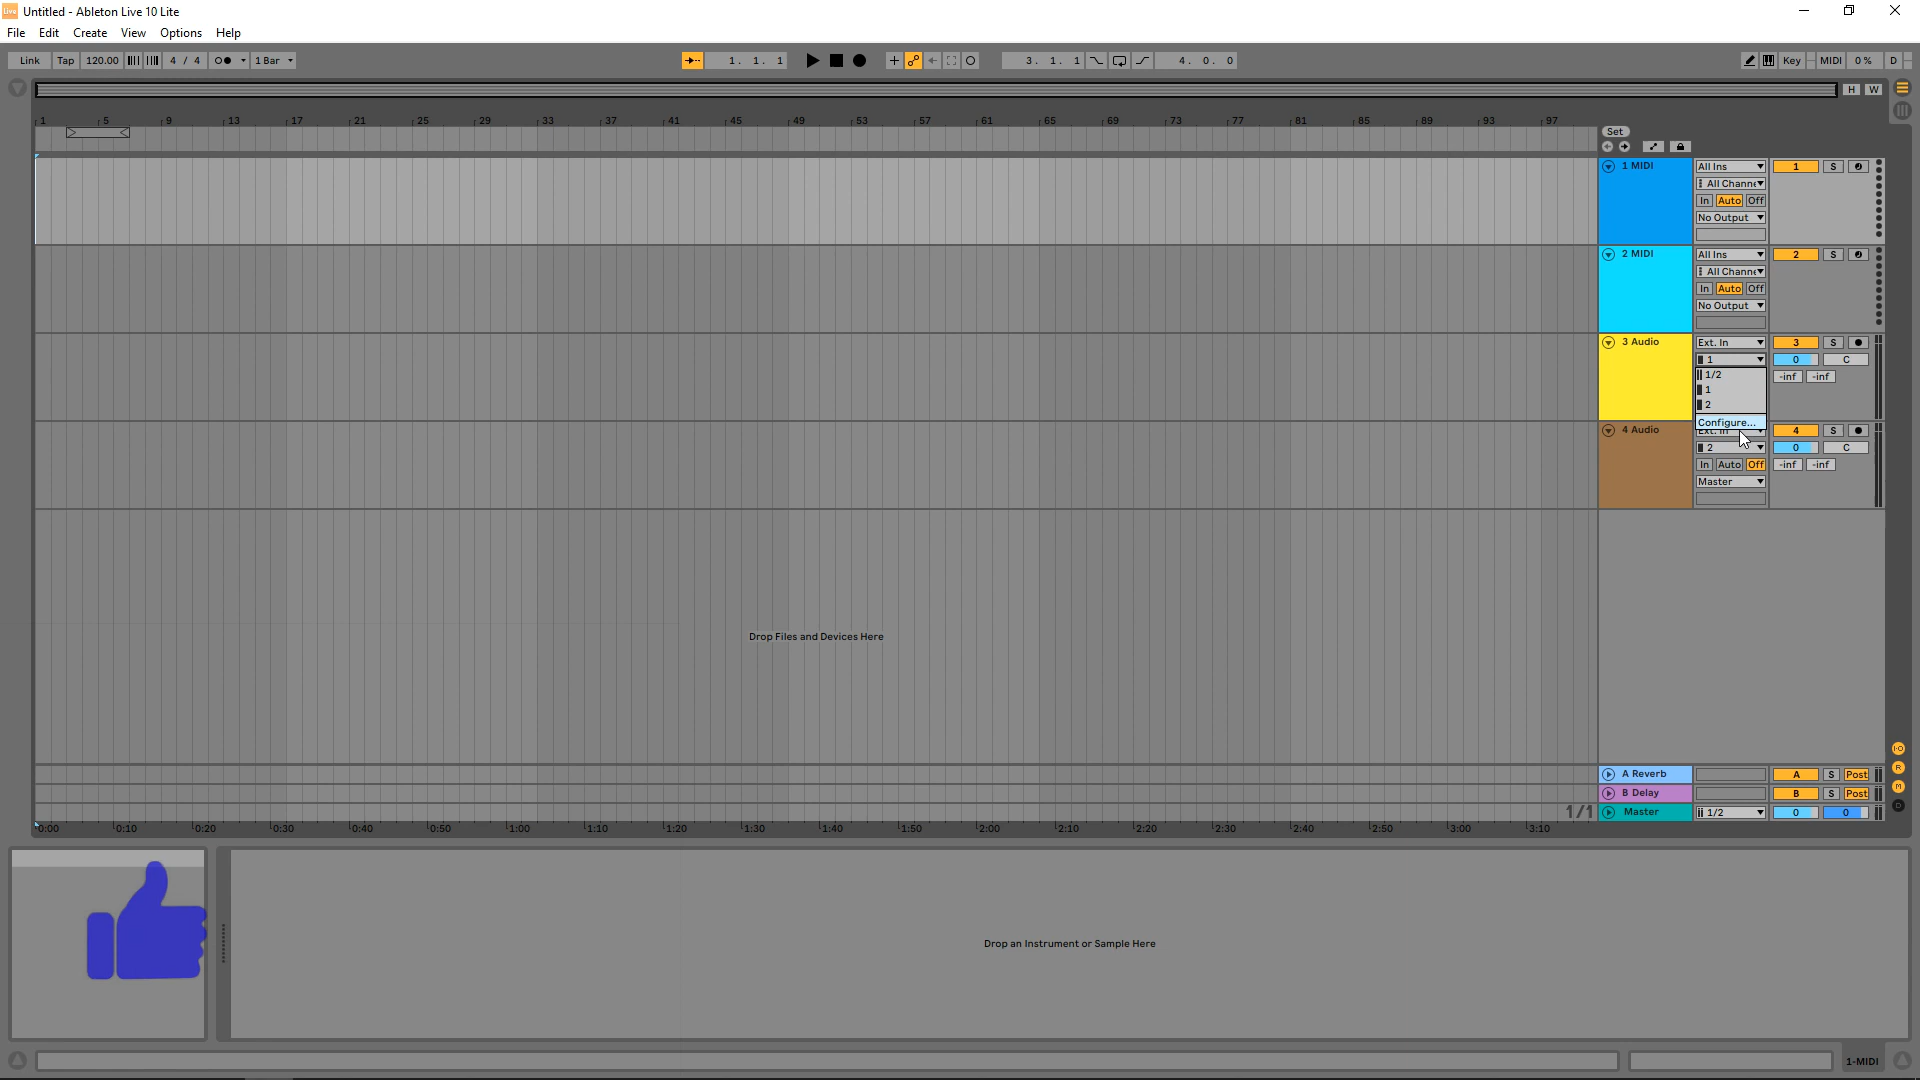 Untitled - Ableton Live 10 Lite
File Edit Create View Options Help
Link Tap 120.00 4 / 4 1 Bar 1. 1. 1 3. 1. 1 4. 0. 0 Key MIDI 0 % D
H W
1 5 9 13 17 21 25 29 33 37 41 45 49 53 57 61 65 69 73 77 81 85 89 93 97
Set
1 MIDI All Ins 1 S
All Channe
In Auto Off
No Output
2 MIDI All Ins 2 S
All Channe
In Auto Off
No Output
3 Audio Ext. In 3 S
1 0 C
1/2 -inf -inf
1
2
Configure...
4 Audio Ext. In 4 S
2 0 C
In Auto Off -inf -inf
Master
Drop Files and Devices Here
A Reverb A S Post
B Delay B S Post
1/1 Master 1/2 0 0
0:00 0:10 0:20 0:30 0:40 0:50 1:00 1:10 1:20 1:30 1:40 1:50 2:00 2:10 2:20 2:30 2:40 2:50 3:00 3:10
Drop an Instrument or Sample Here
1-MIDI